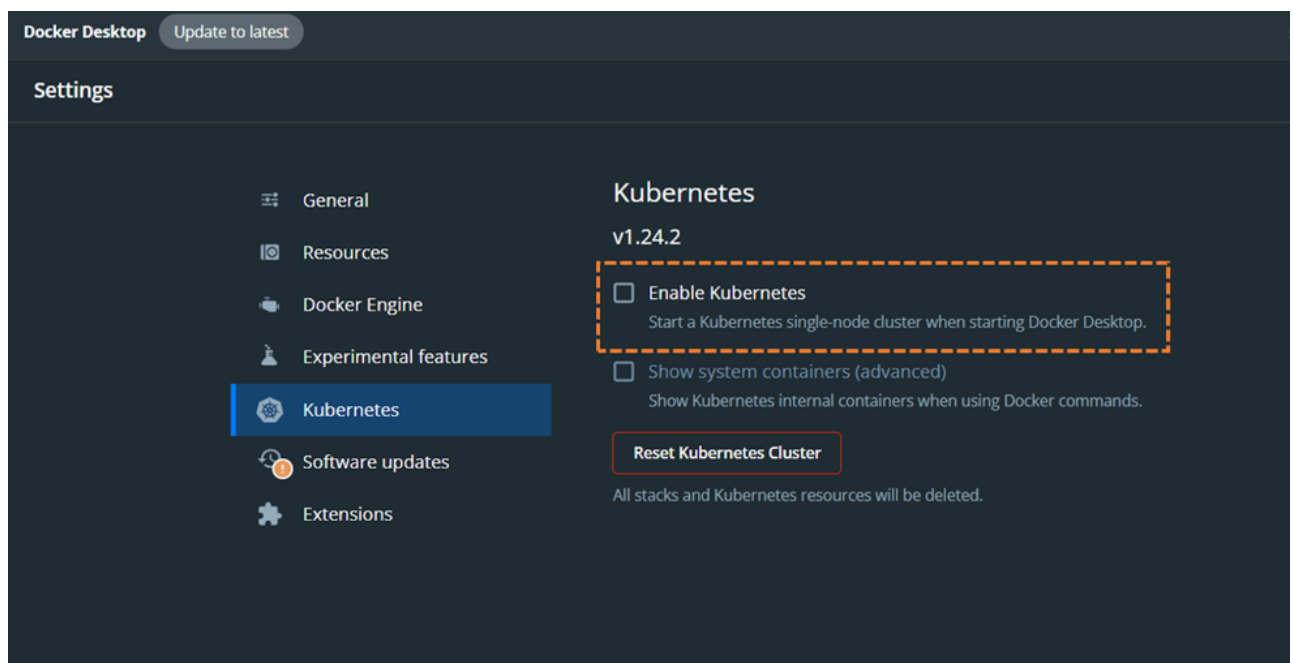 Docker Desktop Update to latest
Settings
General
Resources
Docker Engine
Experimental features
Kubernetes
Software updates
Extensions
Kubernetes
v1.24.2
Enable Kubernetes
Start a Kubernetes single-node cluster when starting Docker Desktop.
Show system containers (advanced)
Show Kubernetes internal containers when using Docker commands.
Reset Kubernetes Cluster
All stacks and Kubernetes resources will be deleted.